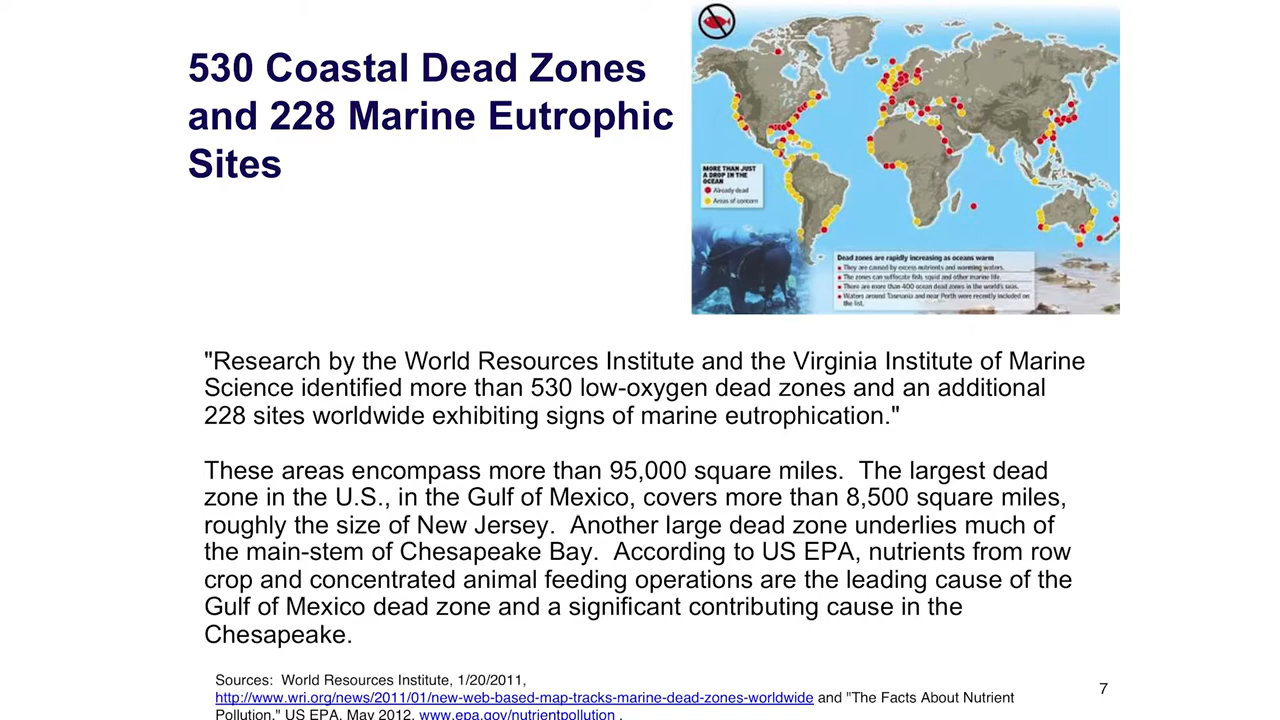 530 Coastal Dead Zones
and 228 Marine Eutrophic
Sites
MORE THAN JUST
A DROP IN THE
OCEAN
Already dead
Areas of concern
Dead zones are rapidly increasing as oceans warm
They are caused by excess nutrients and warming waters.
The zones can suffocate fish, squid and other marine life.
There are more than 400 ocean dead zones in the world's seas.
Waters around Tasmania and near Perth were recently included on
the list.
"Research by the World Resources Institute and the Virginia Institute of Marine
Science identified more than 530 low-oxygen dead zones and an additional
228 sites worldwide exhibiting signs of marine eutrophication."
These areas encompass more than 95,000 square miles.  The largest dead
zone in the U.S., in the Gulf of Mexico, covers more than 8,500 square miles,
roughly the size of New Jersey.  Another large dead zone underlies much of
the main-stem of Chesapeake Bay.  According to US EPA, nutrients from row
crop and concentrated animal feeding operations are the leading cause of the
Gulf of Mexico dead zone and a significant contributing cause in the
Chesapeake.
Sources:  World Resources Institute, 1/20/2011,
http://www.wri.org/news/2011/01/new-web-based-map-tracks-marine-dead-zones-worldwide and "The Facts About Nutrient
Pollution," US EPA, May 2012, www.epa.gov/nutrientpollution .
7